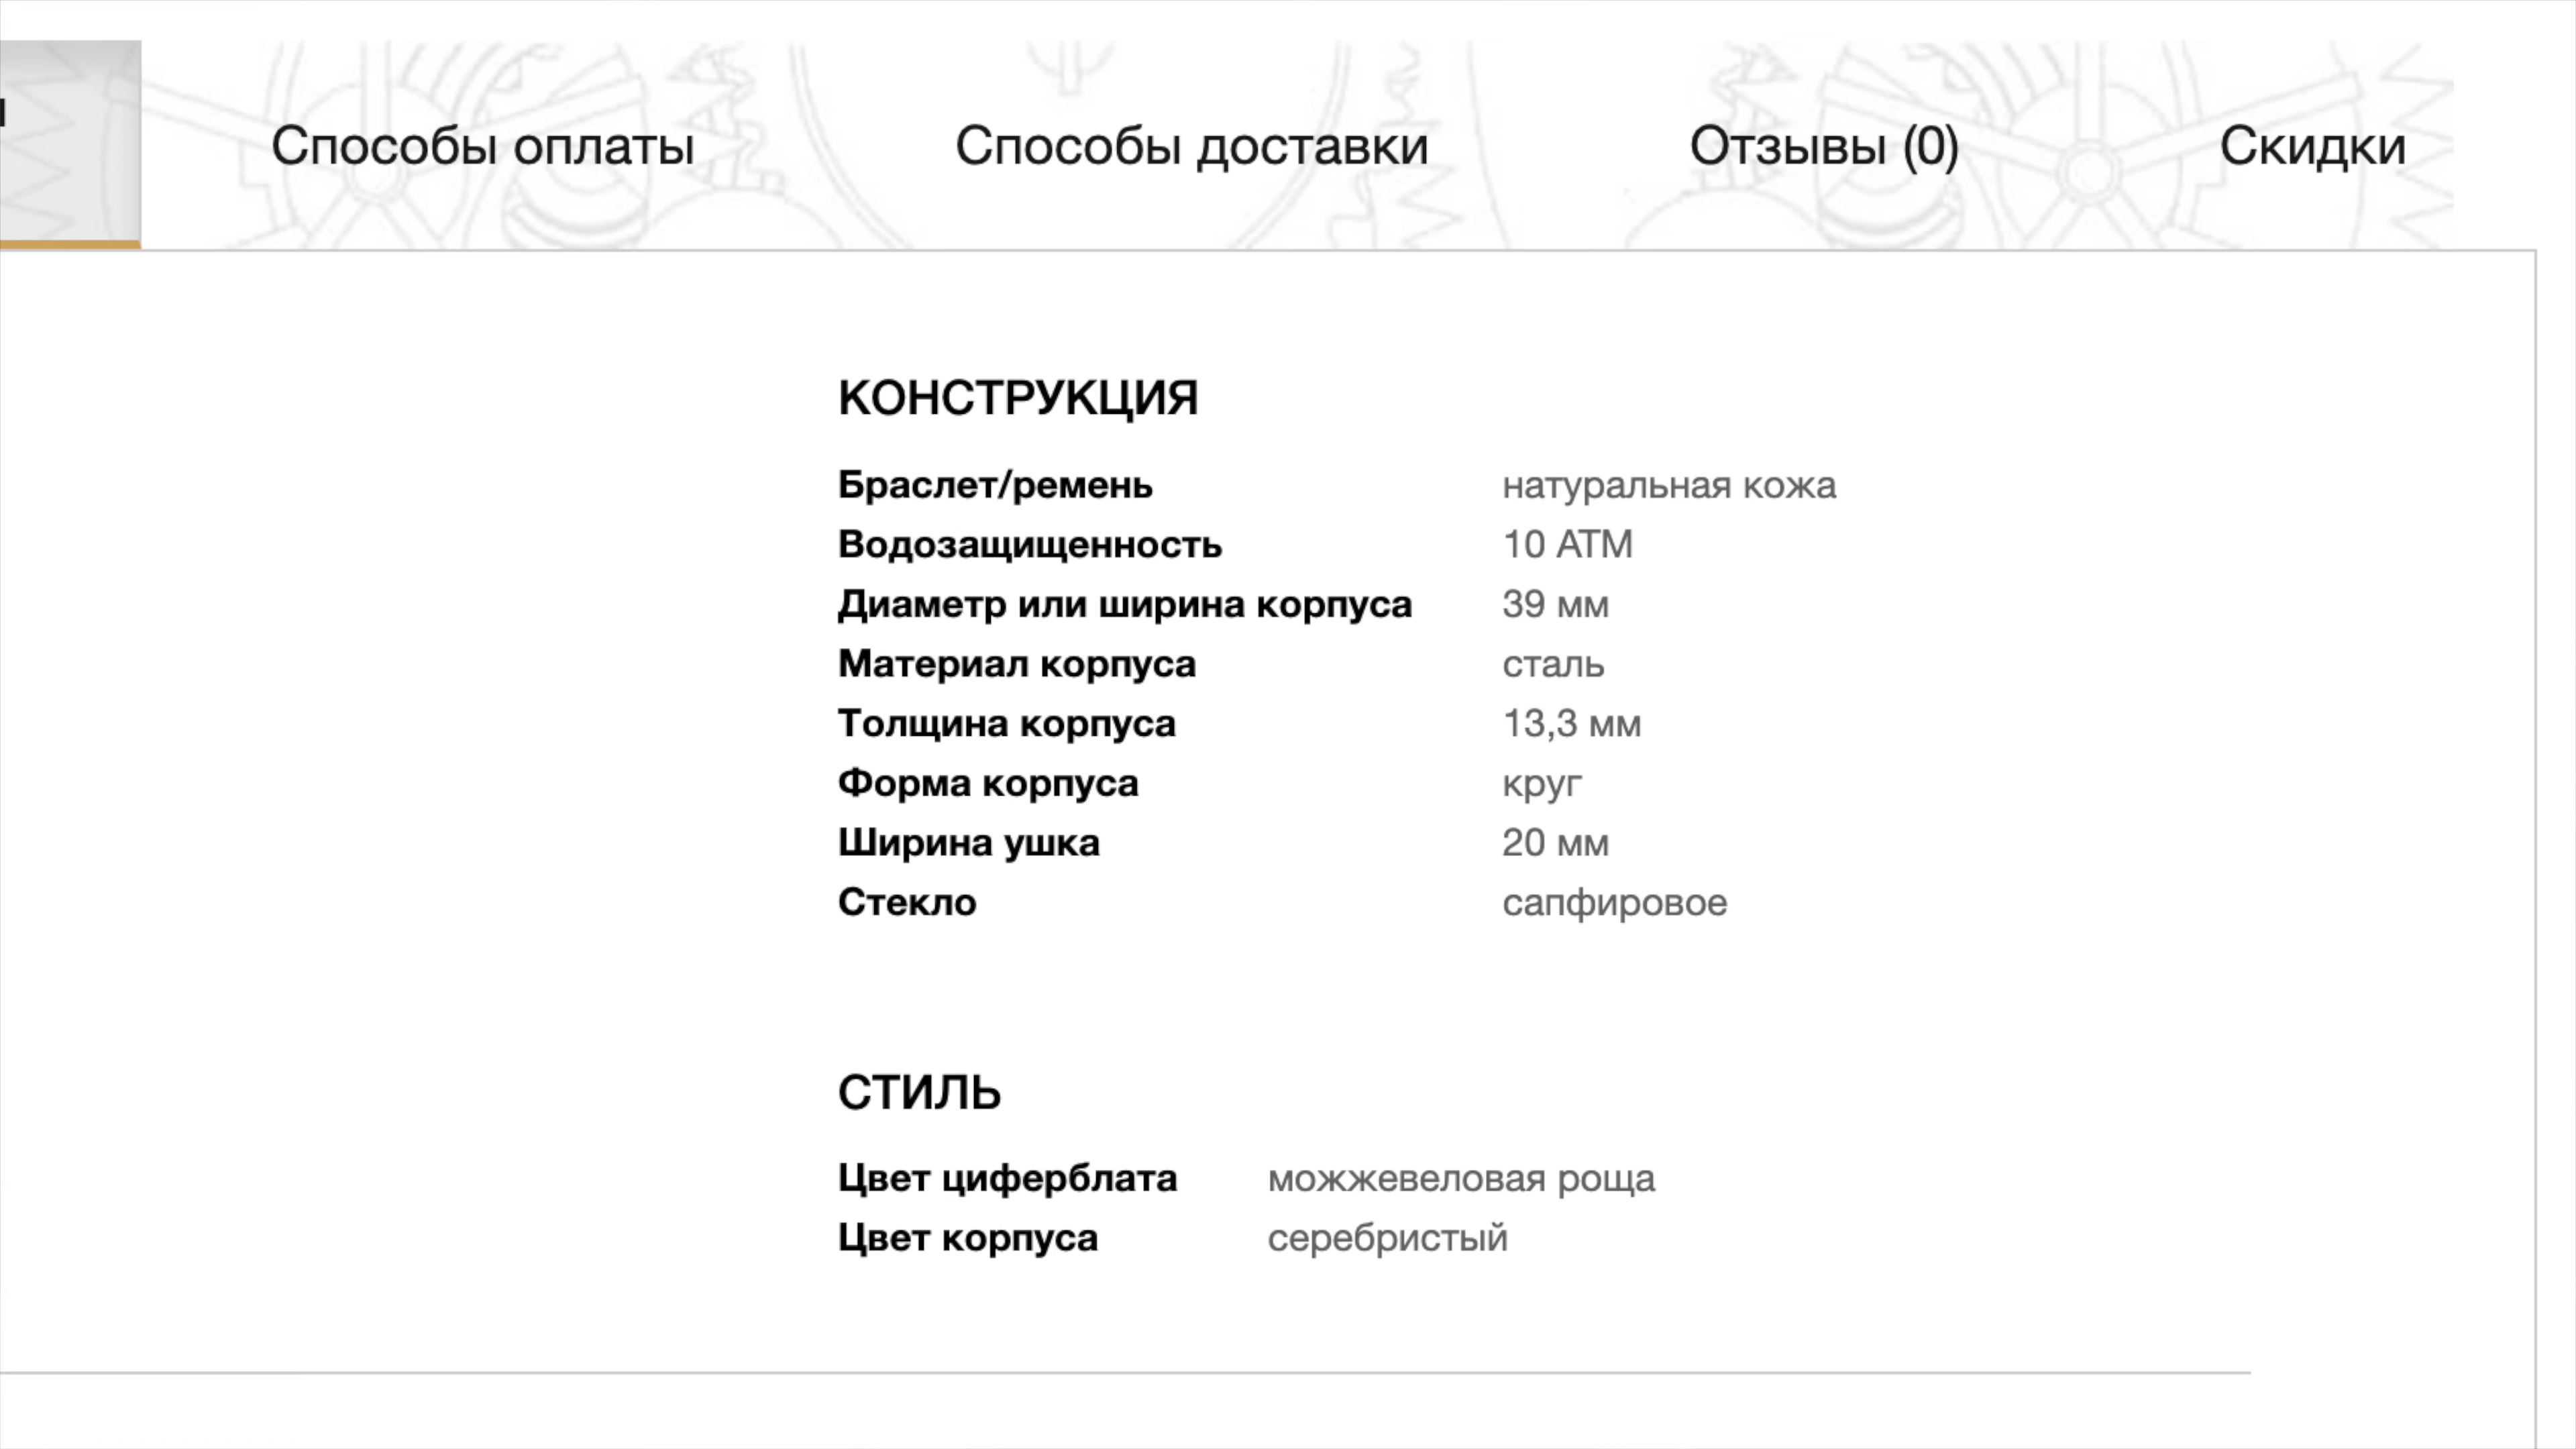 Способы оплаты Способы доставки Отзывы (0) Скидки
КОНСТРУКЦИЯ
Браслет/ремень натуральная кожа
Водозащищенность 10 АТМ
Диаметр или ширина корпуса 39 мм
Материал корпуса сталь
Толщина корпуса 13,3 мм
Форма корпуса круг
Ширина ушка 20 мм
Стекло сапфировое
СТИЛЬ
Цвет циферблата можжевеловая роща
Цвет корпуса серебристый